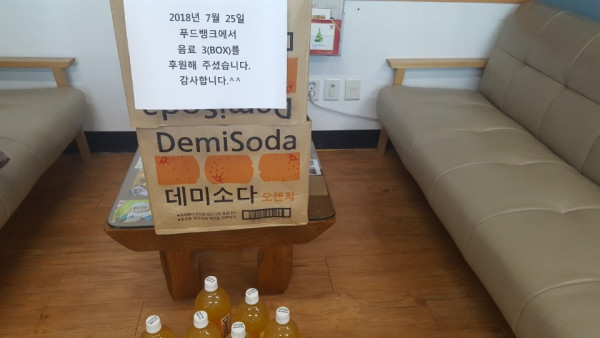 2018년 7월 25일
푸드뱅크에서
음료 3(BOX)를
후원해 주셨습니다.
감사합니다.^^
DemiSoda
DemiSoda
데미소다 오렌지